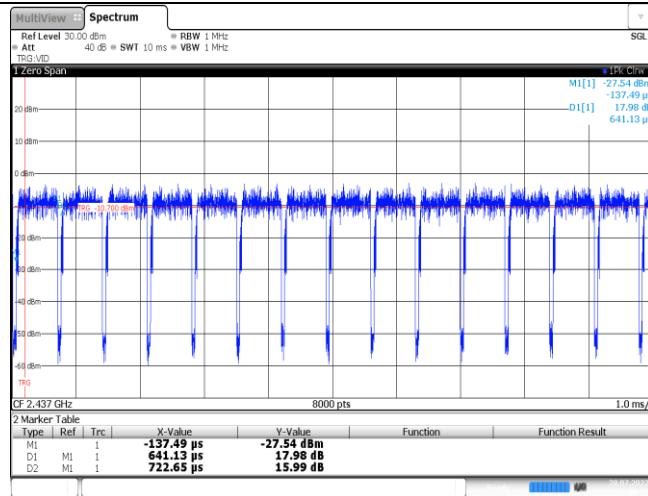 MultiView Spectrum
Ref Level 30.00 dBm RBW 1 MHz SGL
Att 40 dB SWT 10 ms VBW 1 MHz
TRG:VID
1 Zero Span 1Pk Clrw
M1[1] -27.54 dBm
-137.49 µs
D1[1] 17.98 dB
641.13 µs
20 dBm
10 dBm
0 dBm
TRG -10.700 dBm
-20 dBm
-30 dBm
-40 dBm
-50 dBm
-60 dBm
TRG
CF 2.437 GHz 8000 pts 1.0 ms/
2 Marker Table
Type Ref Trc X-Value Y-Value Function Function Result
M1 1 -137.49 µs -27.54 dBm
D1 M1 1 641.13 µs 17.98 dB
D2 M1 1 722.65 µs 15.99 dB